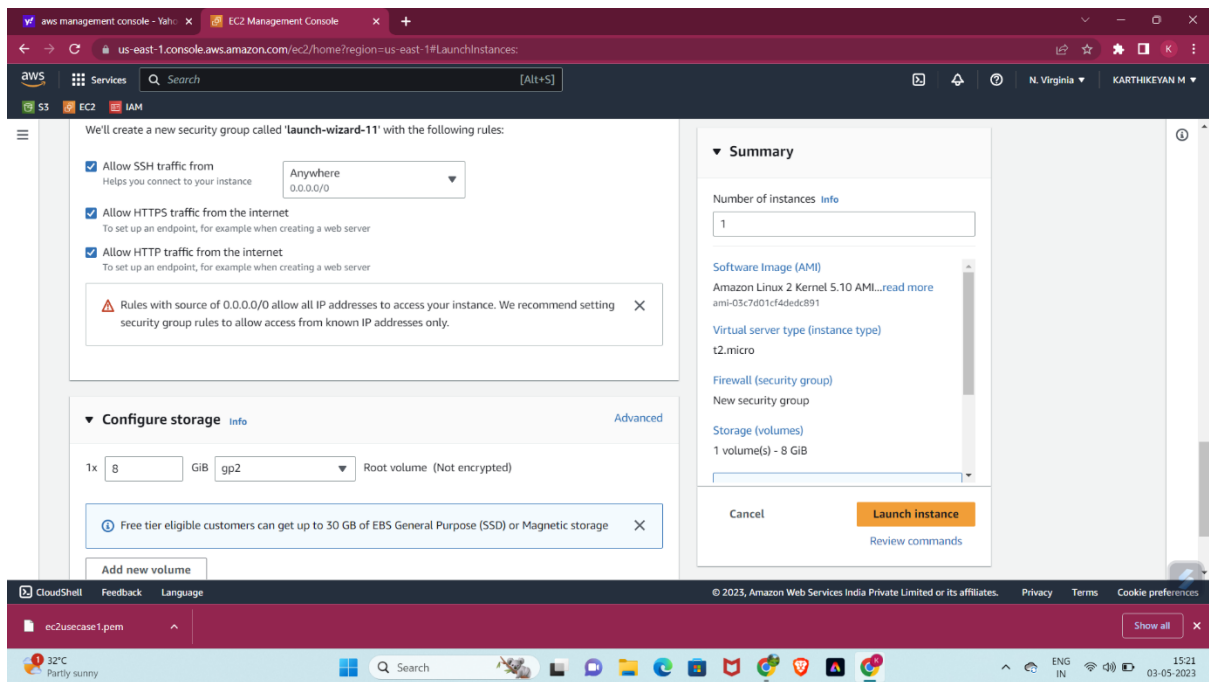 aws management console - Yaho
EC2 Management Console
us-east-1.console.aws.amazon.com/ec2/home?region=us-east-1#LaunchInstances:
K
aws
Services
Search
[Alt+S]
N. Virginia
KARTHIKEYAN M
S3
EC2
IAM
We'll create a new security group called 'launch-wizard-11' with the following rules:
Allow SSH traffic from
Helps you connect to your instance
Anywhere
0.0.0.0/0
Allow HTTPS traffic from the internet
To set up an endpoint, for example when creating a web server
Allow HTTP traffic from the internet
To set up an endpoint, for example when creating a web server
Rules with source of 0.0.0.0/0 allow all IP addresses to access your instance. We recommend setting
security group rules to allow access from known IP addresses only.
Configure storage Info
Advanced
1x
8
GiB
gp2
Root volume (Not encrypted)
Free tier eligible customers can get up to 30 GB of EBS General Purpose (SSD) or Magnetic storage
Add new volume
Summary
Number of instances Info
1
Software Image (AMI)
Amazon Linux 2 Kernel 5.10 AMI...read more
ami-03c7d01cf4dedc891
Virtual server type (instance type)
t2.micro
Firewall (security group)
New security group
Storage (volumes)
1 volume(s) - 8 GiB
Cancel
Launch instance
Review commands
CloudShell
Feedback
Language
© 2023, Amazon Web Services India Private Limited or its affiliates.
Privacy
Terms
Cookie preferences
ec2usecase1.pem
Show all
1
32°C
Partly sunny
Search
K
ENG
IN
15:21
03-05-2023